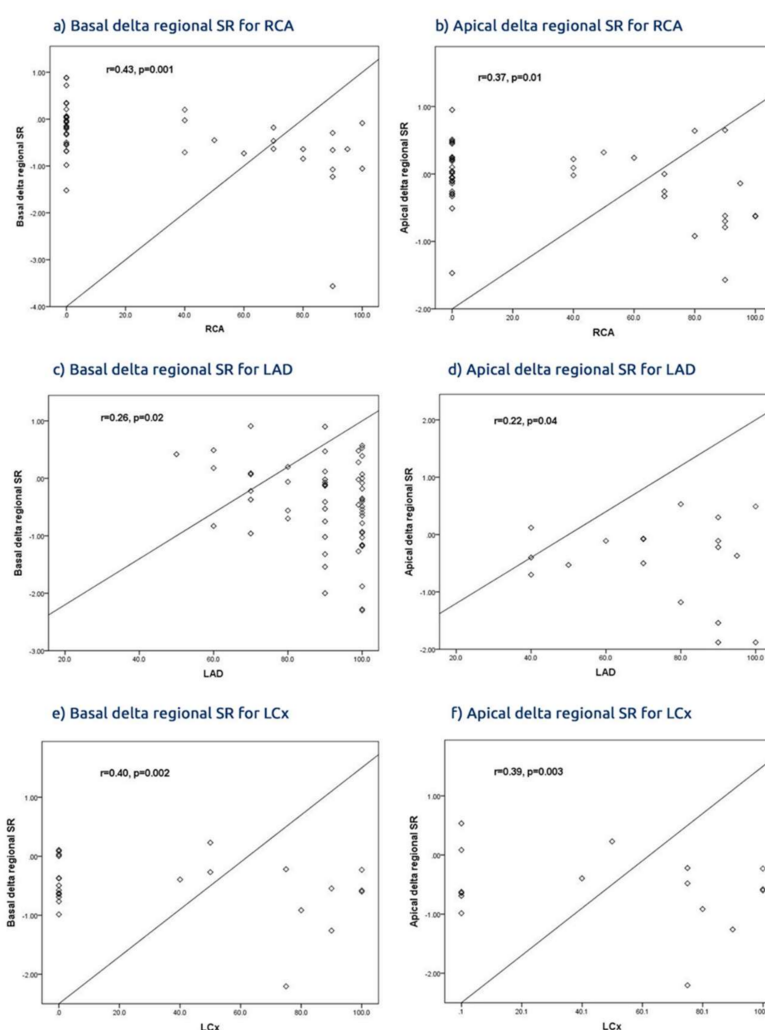 a) Basal delta regional SR for RCA
r=0.43, p=0.001
Basal delta regional SR
1.00
.00
-1.00
-2.00
-3.00
-4.00
.0 20.0 40.0 60.0 80.0 100.0
RCA
b) Apical delta regional SR for RCA
r=0.37, p=0.01
Apical delta regional SR
1.00
.00
-1.00
-2.00
.0 20.0 40.0 60.0 80.0 100.0
RCA
c) Basal delta regional SR for LAD
r=0.26, p=0.02
Basal delta regional SR
1.00
.00
-1.00
-2.00
-3.00
20.0 40.0 60.0 80.0 100.0
LAD
d) Apical delta regional SR for LAD
r=0.22, p=0.04
Apical delta regional SR
2.00
1.00
.00
-1.00
-2.00
20.0 40.0 60.0 80.0 100.0
LAD
e) Basal delta regional SR for LCx
r=0.40, p=0.002
Basal delta regional SR
1.00
.00
-1.00
-2.00
.0 20.0 40.0 60.0 80.0 100.0
LCx
f) Apical delta regional SR for LCx
r=0.39, p=0.003
Apical delta regional SR
1.00
.00
-1.00
-2.00
.1 20.1 40.1 60.1 80.1 100.
LCx